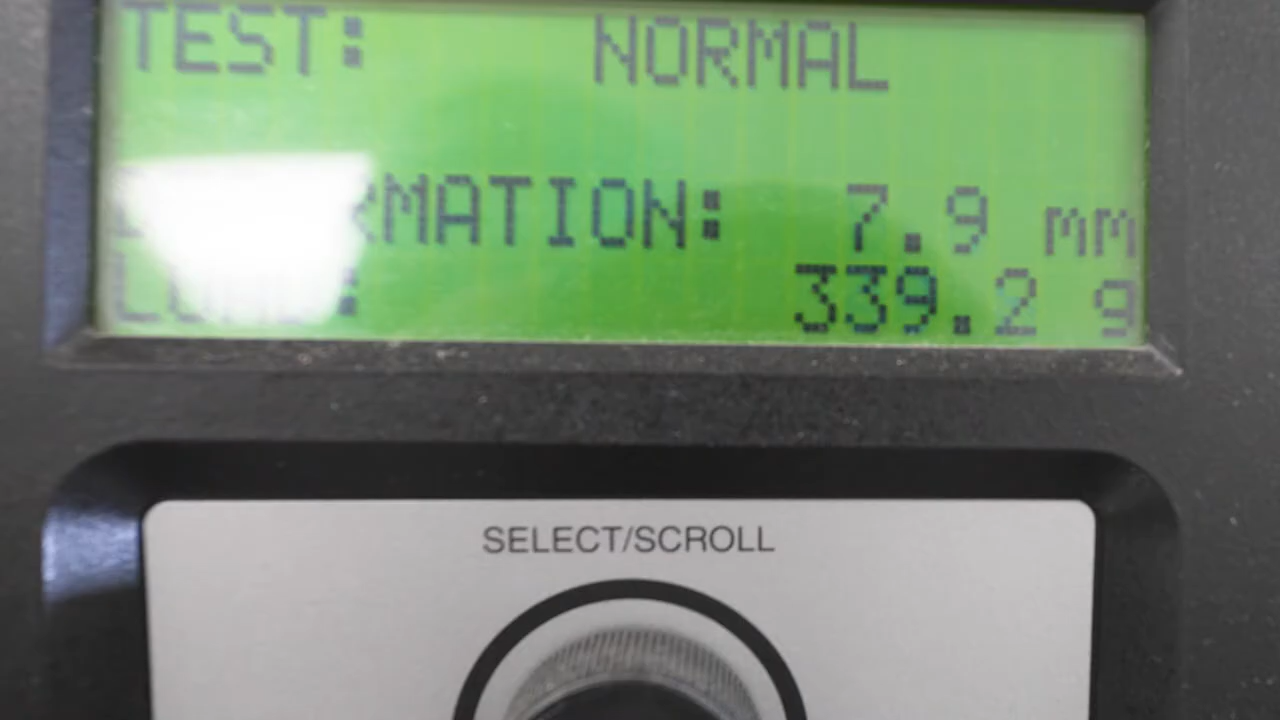 TEST: NORMAL
RMATION: 7.9 mm
339.2 g
SELECT/SCROLL